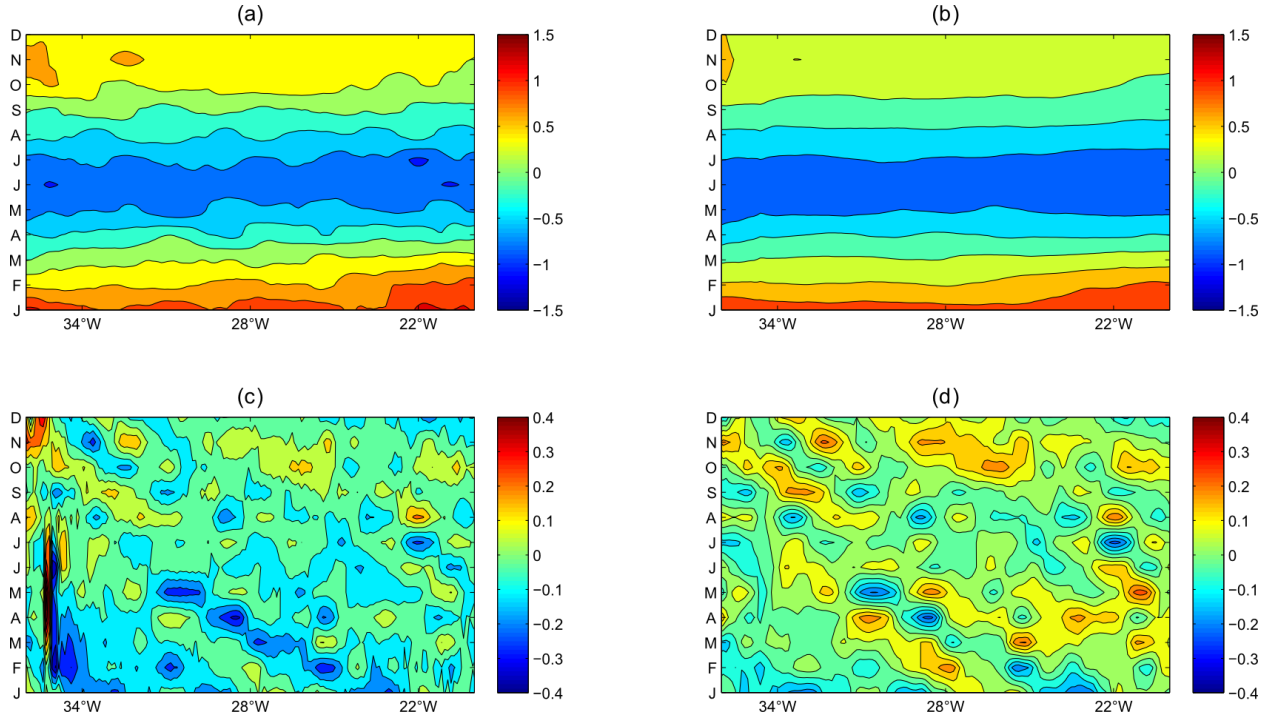 (a)
D
N
O
S
A
J
J
M
A
M
F
J
34°W
28°W
22°W
1.5
1
0.5
0
−0.5
−1
−1.5
(b)
D
N
O
S
A
J
J
M
A
M
F
J
34°W
28°W
22°W
1.5
1
0.5
0
−0.5
−1
−1.5
(c)
D
N
O
S
A
J
J
M
A
M
F
J
34°W
28°W
22°W
0.4
0.3
0.2
0.1
0
−0.1
−0.2
−0.3
−0.4
(d)
D
N
O
S
A
J
J
M
A
M
F
J
34°W
28°W
22°W
0.4
0.3
0.2
0.1
0
−0.1
−0.2
−0.3
−0.4